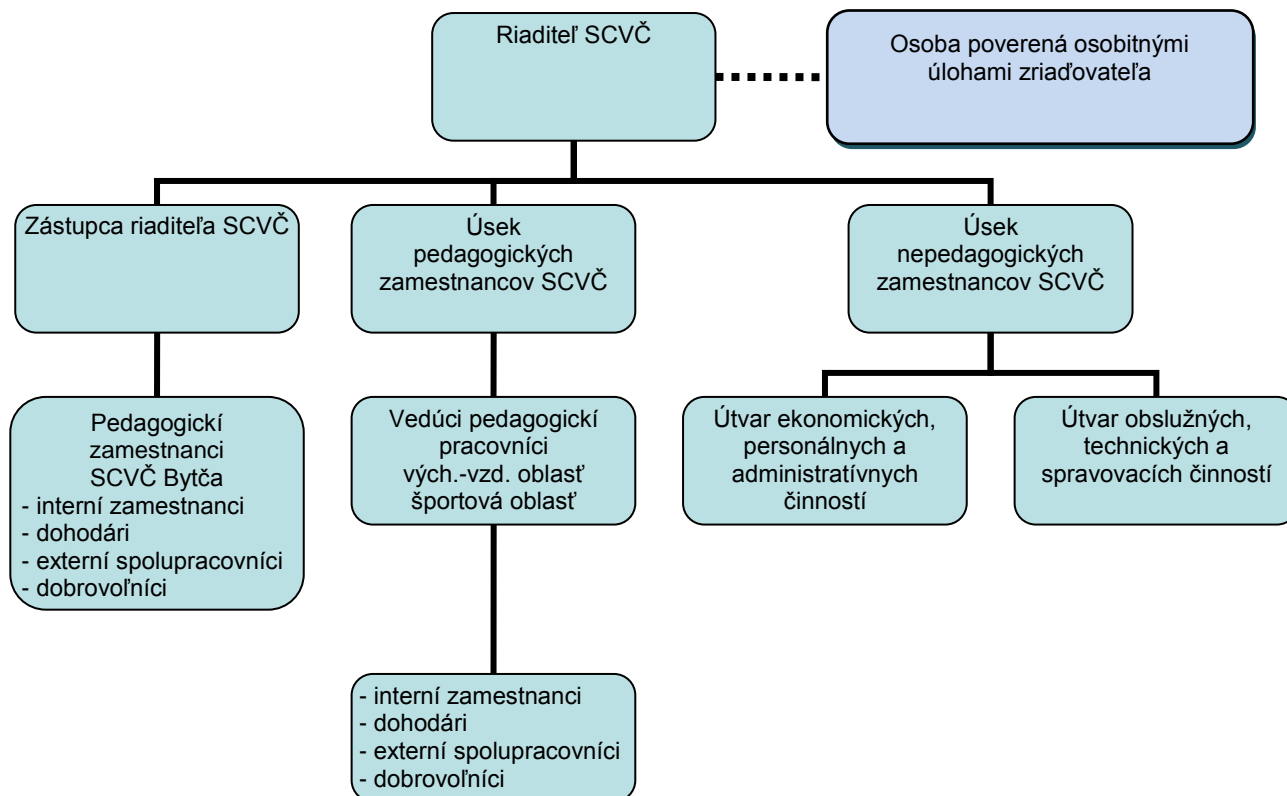 Riaditeľ SCVČ
Osoba poverená osobitnými
úlohami zriaďovateľa
Zástupca riaditeľa SCVČ
Úsek
pedagogických
zamestnancov SCVČ
Úsek
nepedagogických
zamestnancov SCVČ
Pedagogickí
zamestnanci
SCVČ Bytča
- interní zamestnanci
- dohodári
- externí spolupracovníci
- dobrovoľníci
Vedúci pedagogickí
pracovníci
vých.-vzd. oblasť
športová oblasť
Útvar ekonomických,
personálnych a
administratívnych
činností
Útvar obslužných,
technických a
spravovacích činností
- interní zamestnanci
- dohodári
- externí spolupracovníci
- dobrovoľníci